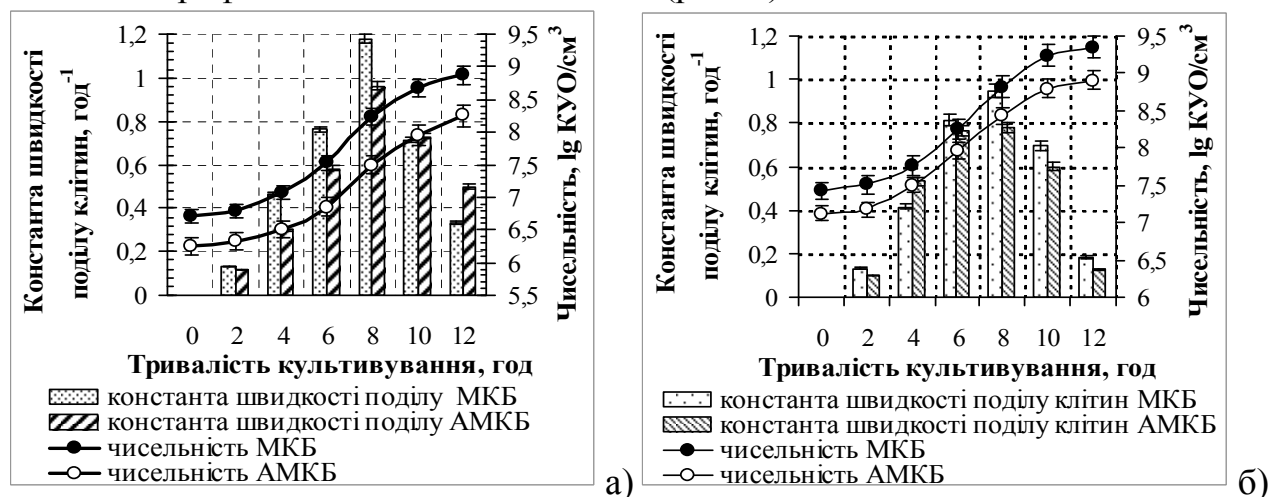 Константа швидкості
поділу клітин, год-1
1,2
1
0,8
0,6
0,4
0,2
0
9,5
9
8,5
8
7,5
7
6,5
6
5,5
Чисельність, lg КУО/см3
0 2 4 6 8 10 12
Тривалість культивування, год
константа швидкості поділу МКБ
константа швидкості поділу АМКБ
чисельність МКБ
чисельність АМКБ
а)
Константа швидкості
поділу клітин, год-1
1,2
1
0,8
0,6
0,4
0,2
0
9,5
9
8,5
8
7,5
7
6,5
6
Чисельність, lg КУО/см3
0 2 4 6 8 10 12
Тривалість культивування, год
константа швидкості поділу клітин МКБ
константа швидкості поділу клітин АМКБ
чисельність МКБ
чисельність АМКБ
б)